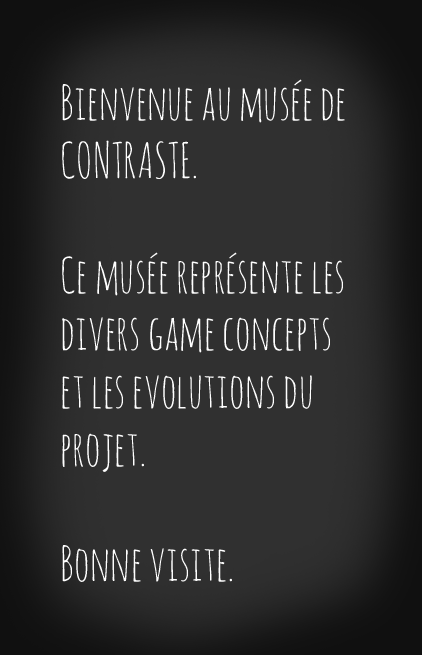 Bienvenue au musée de
contraste.
Ce musée représente les
divers game concepts
et les evolutions du
projet.
Bonne visite.